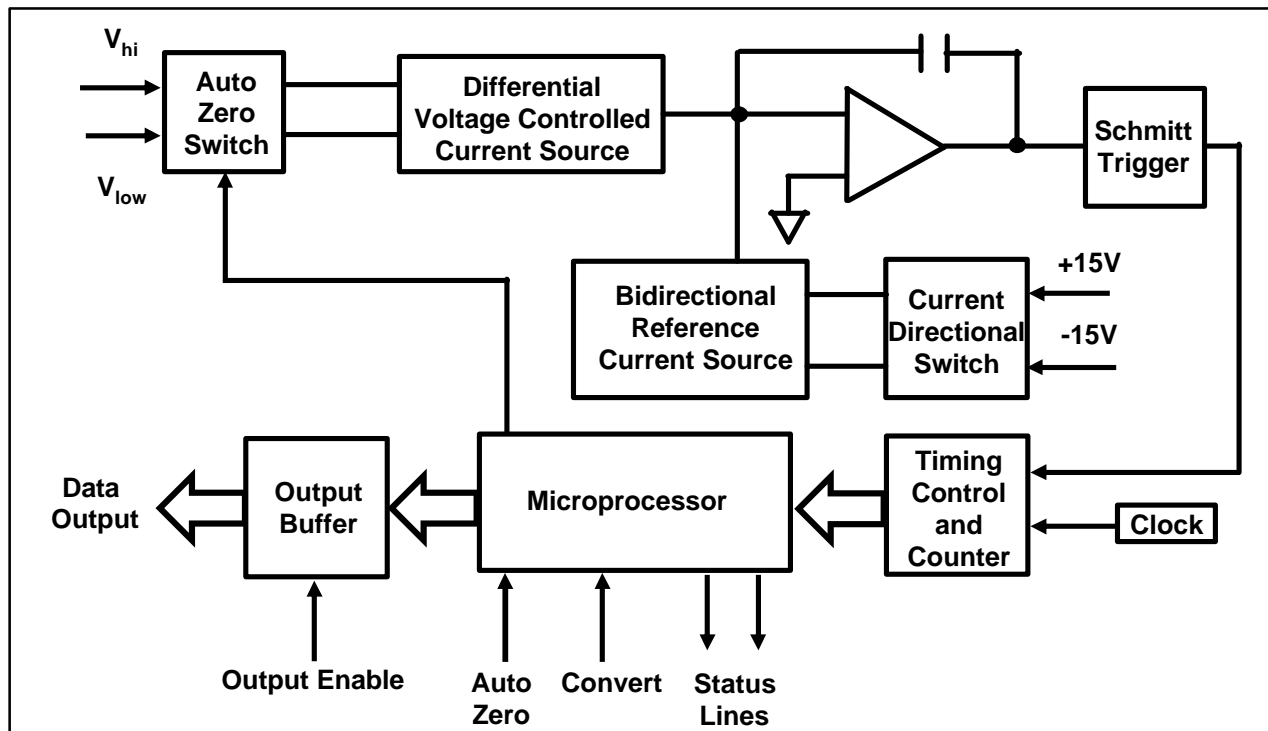 V_hi
V_low
Auto
Zero
Switch
Differential
Voltage Controlled
Current Source
Schmitt
Trigger
Bidirectional
Reference
Current Source
Current
Directional
Switch
+15V
-15V
Data
Output
Output
Buffer
Microprocessor
Timing
Control
and
Counter
Clock
Output Enable
Auto
Zero
Convert
Status
Lines